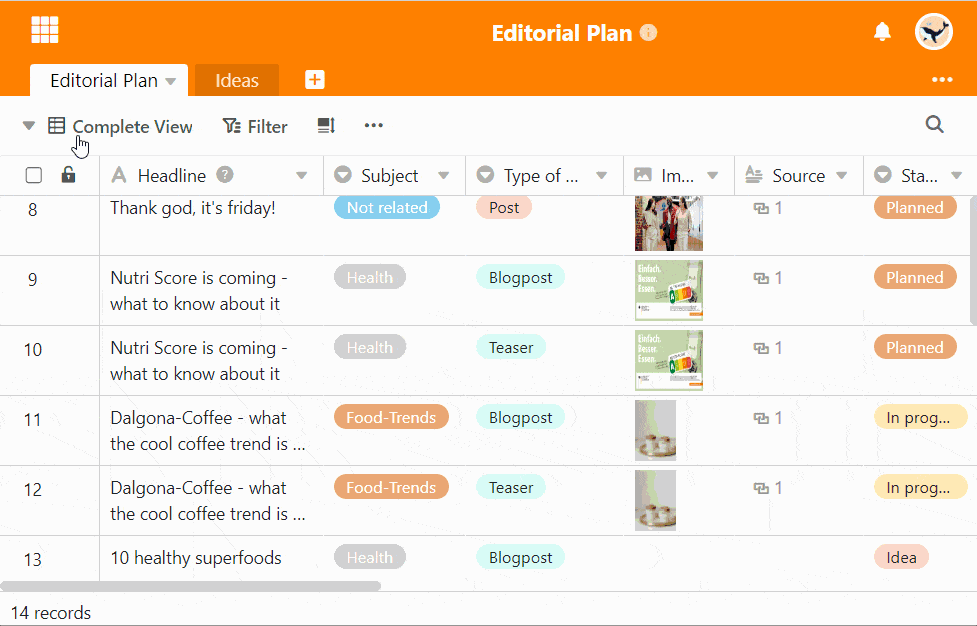 Editorial Plan
Editorial Plan Ideas
Complete View Filter
Headline Subject Type of ... Im... Source Sta...
8 Thank god, it's friday! Not related Post 1 Planned
9 Nutri Score is coming - Health Blogpost 1 Planned
what to know about it
10 Nutri Score is coming - Health Teaser 1 Planned
what to know about it
11 Dalgona-Coffee - what Food-Trends Blogpost 1 In prog...
the cool coffee trend is ...
12 Dalgona-Coffee - what Food-Trends Teaser 1 In prog...
the cool coffee trend is ...
13 10 healthy superfoods Health Blogpost Idea
14 records